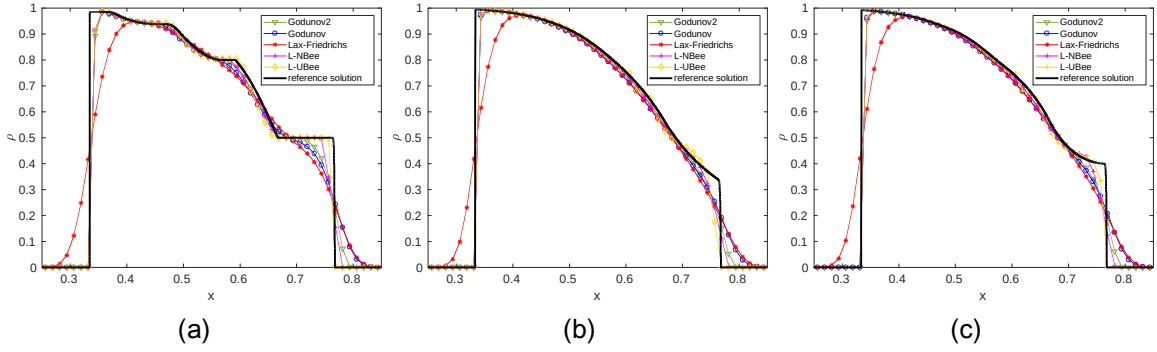 1
0.9
0.8
0.7
0.6
0.5
0.4
0.3
0.2
0.1
0
ρ
0.3 0.4 0.5 0.6 0.7 0.8
x
Godunov2
Godunov
Lax-Friedrichs
L-NBee
L-UBee
reference solution
(a)
1
0.9
0.8
0.7
0.6
0.5
0.4
0.3
0.2
0.1
0
ρ
0.3 0.4 0.5 0.6 0.7 0.8
x
Godunov2
Godunov
Lax-Friedrichs
L-NBee
L-UBee
reference solution
(b)
1
0.9
0.8
0.7
0.6
0.5
0.4
0.3
0.2
0.1
0
ρ
0.3 0.4 0.5 0.6 0.7 0.8
x
Godunov2
Godunov
Lax-Friedrichs
L-NBee
L-UBee
reference solution
(c)